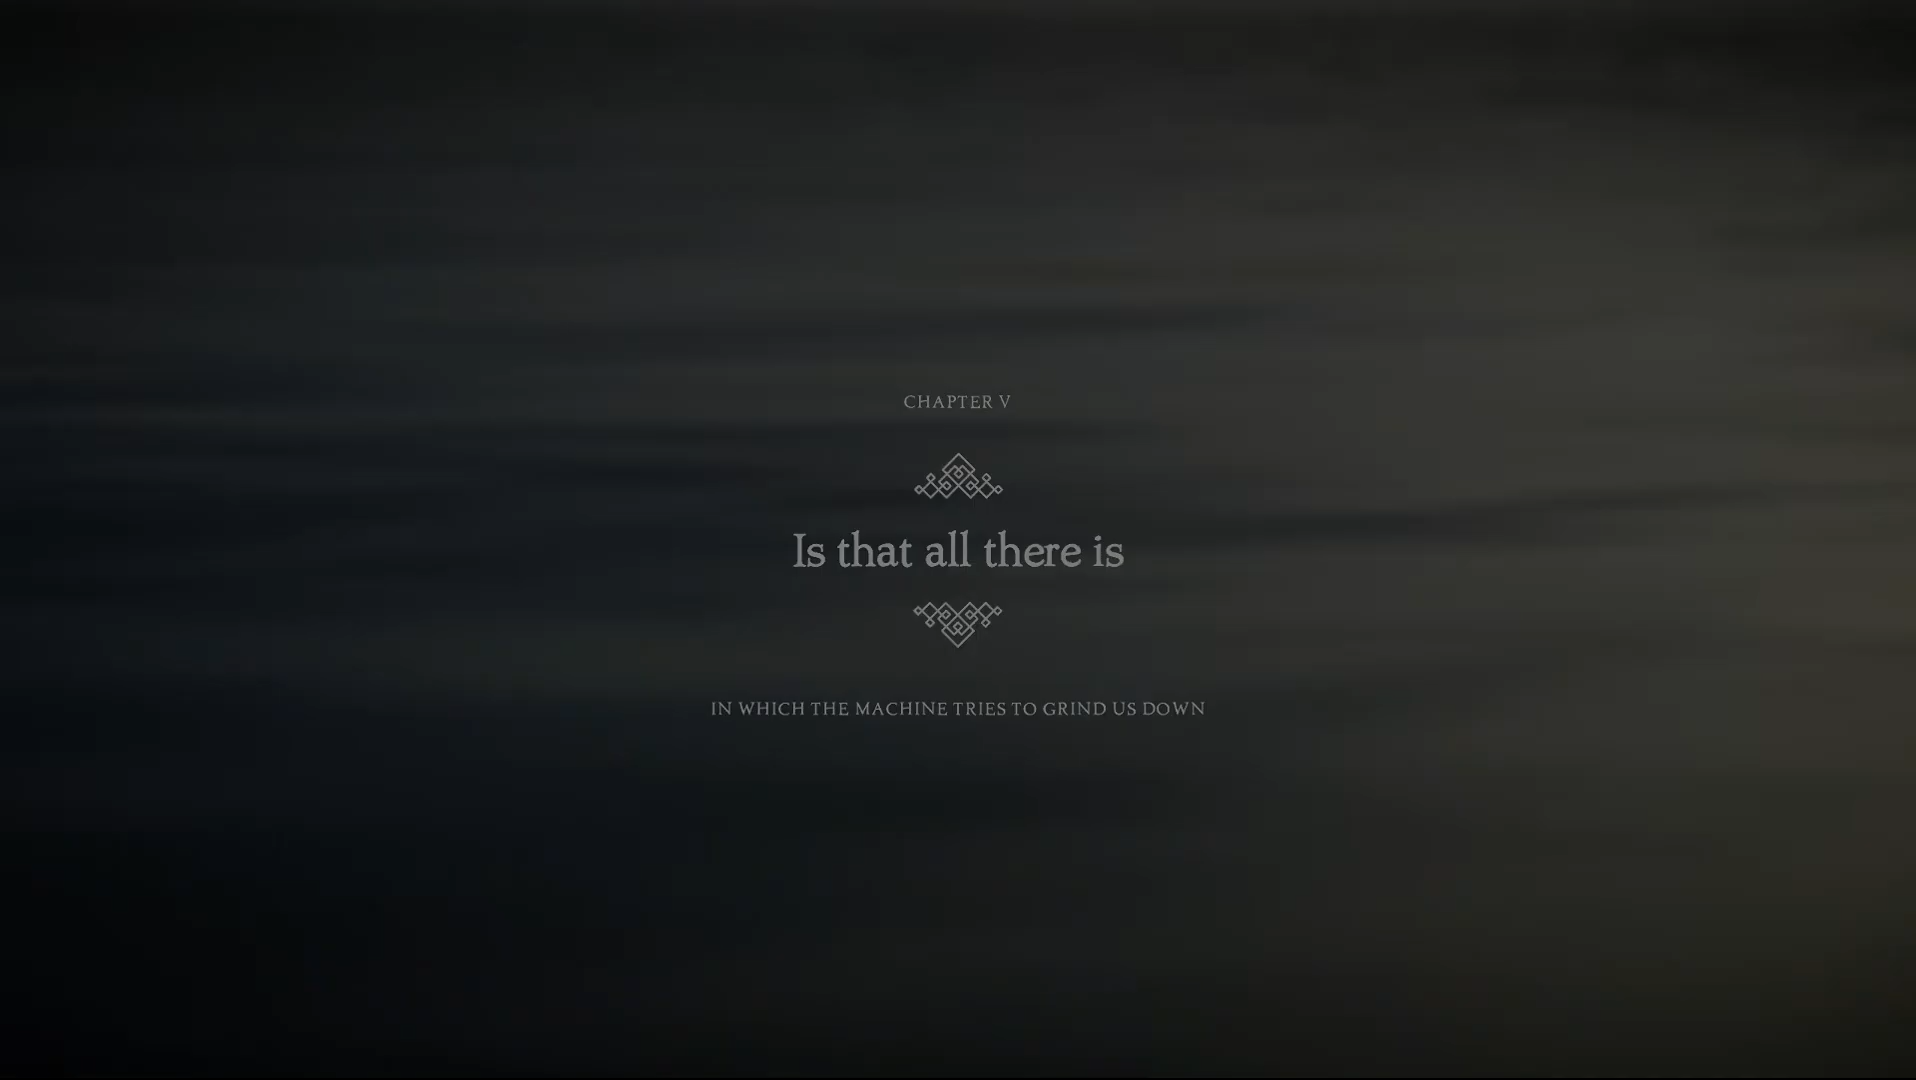 CHAPTER V
Is that all there is
IN WHICH THE MACHINE TRIES TO GRIND US DOWN